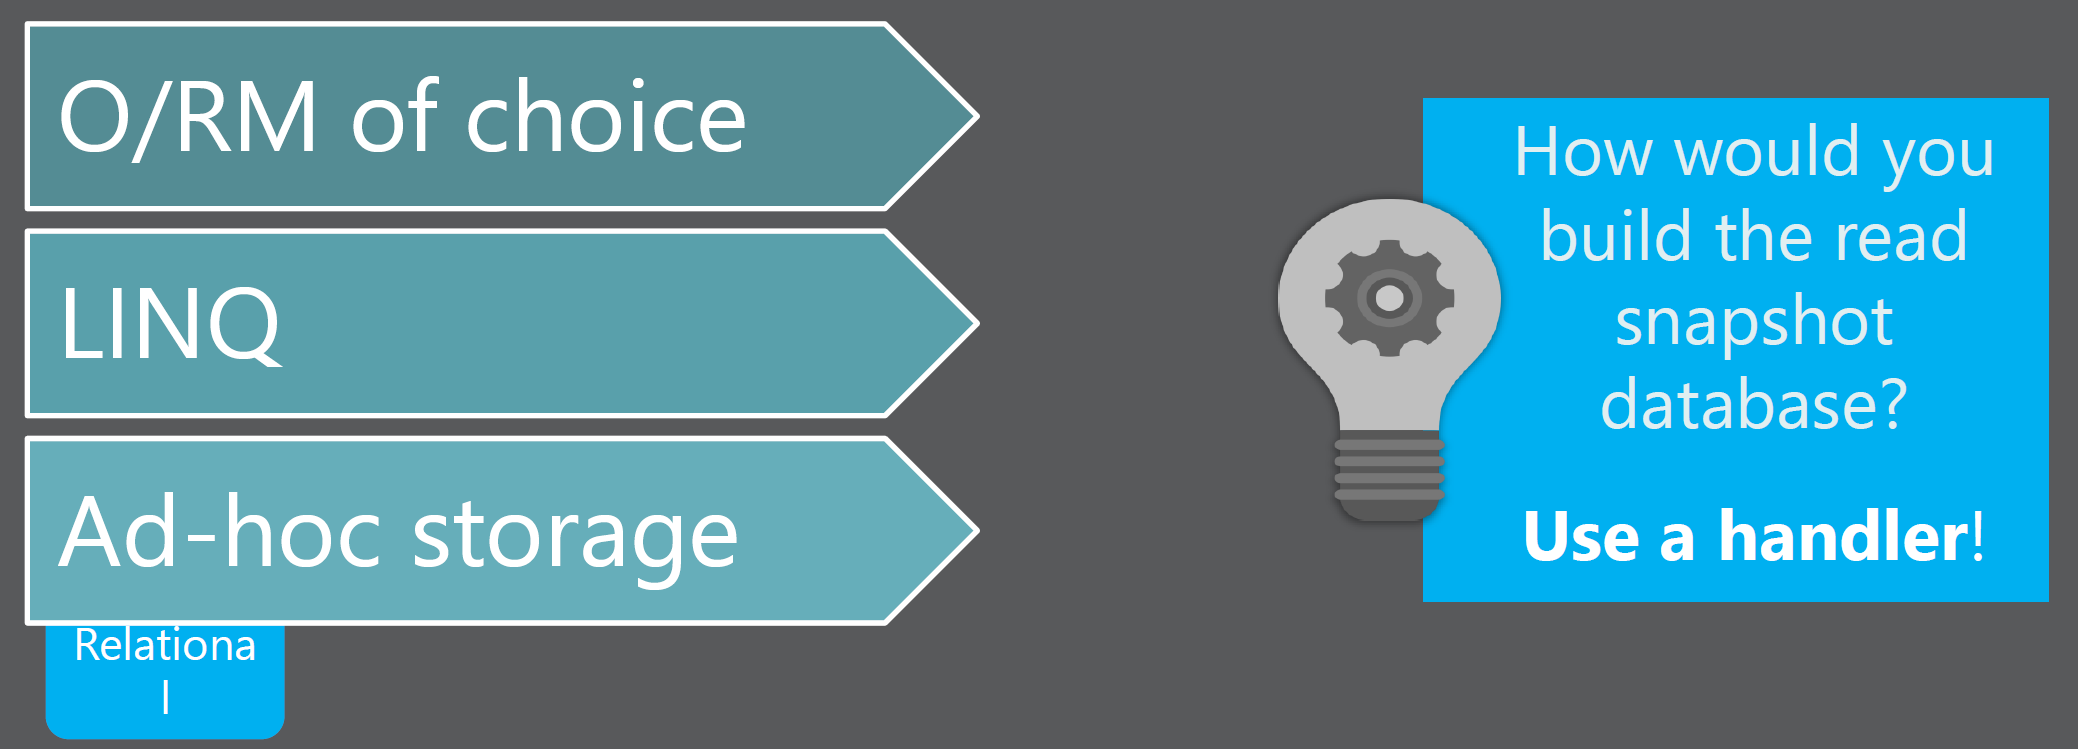 O/RM of choice
LINQ
Ad-hoc storage
Relationa
l
How would you
build the read
snapshot
database?
Use a handler!